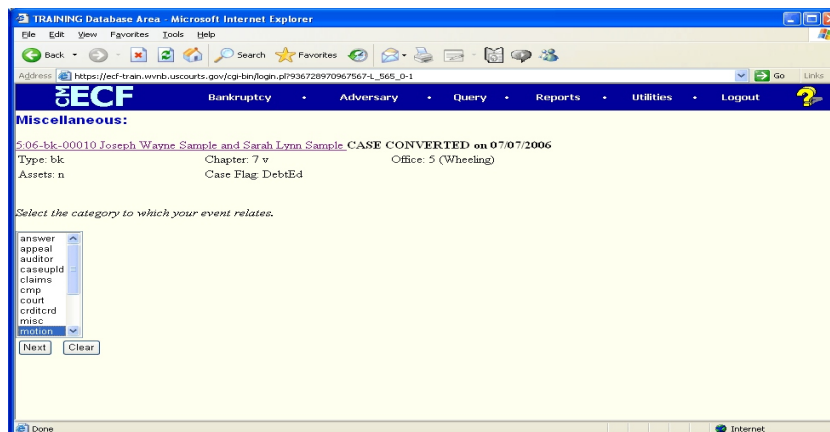 TRAINING Database Area - Microsoft Internet Explorer
File Edit View Favorites Tools Help
Back Search Favorites
Address https://ecf-train.wvnb.uscourts.gov/cgi-bin/login.pl?936728970967567-L_565_0-1 Go Links
CM ECF Bankruptcy • Adversary • Query • Reports • Utilities • Logout ?
Miscellaneous:
5:06-bk-00010 Joseph Wayne Sample and Sarah Lynn Sample CASE CONVERTED on 07/07/2006
Type: bk Chapter: 7 v Office: 5 (Wheeling)
Assets: n Case Flag: DebtEd
Select the category to which your event relates.
answer
appeal
auditor
caseupld
claims
cmp
court
crditcrd
misc
motion
Next Clear
Done Internet